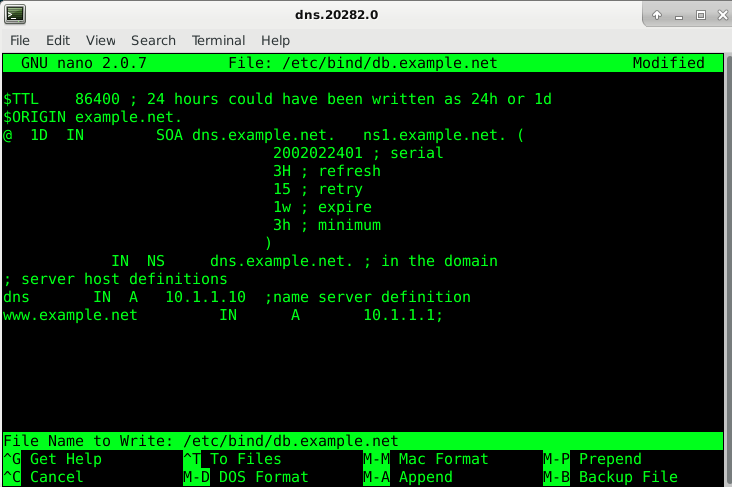 dns.20282.0
File Edit View Search Terminal Help
GNU nano 2.0.7 File: /etc/bind/db.example.net Modified
$TTL 86400 ; 24 hours could have been written as 24h or 1d
$ORIGIN example.net.
@ 1D IN SOA dns.example.net. ns1.example.net. (
2002022401 ; serial
3H ; refresh
15 ; retry
1w ; expire
3h ; minimum
)
IN NS dns.example.net. ; in the domain
; server host definitions
dns IN A 10.1.1.10 ;name server definition
www.example.net IN A 10.1.1.1;
File Name to Write: /etc/bind/db.example.net
^G Get Help ^T To Files M-M Mac Format M-P Prepend
^C Cancel M-D DOS Format M-A Append M-B Backup File